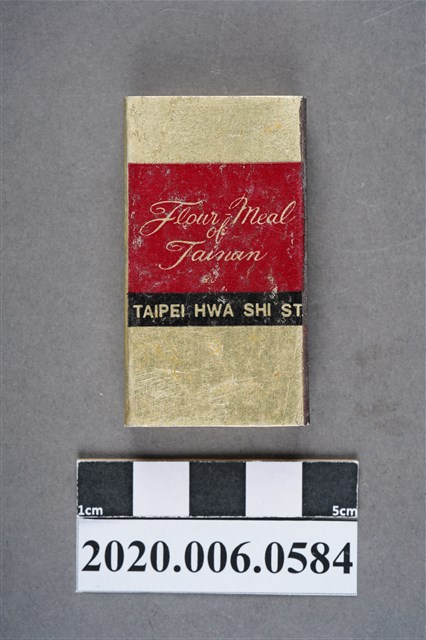 Flour-Meal
of
Tainan
TAIPEI HWA SHI ST
1cm 5cm
2020.006.0584